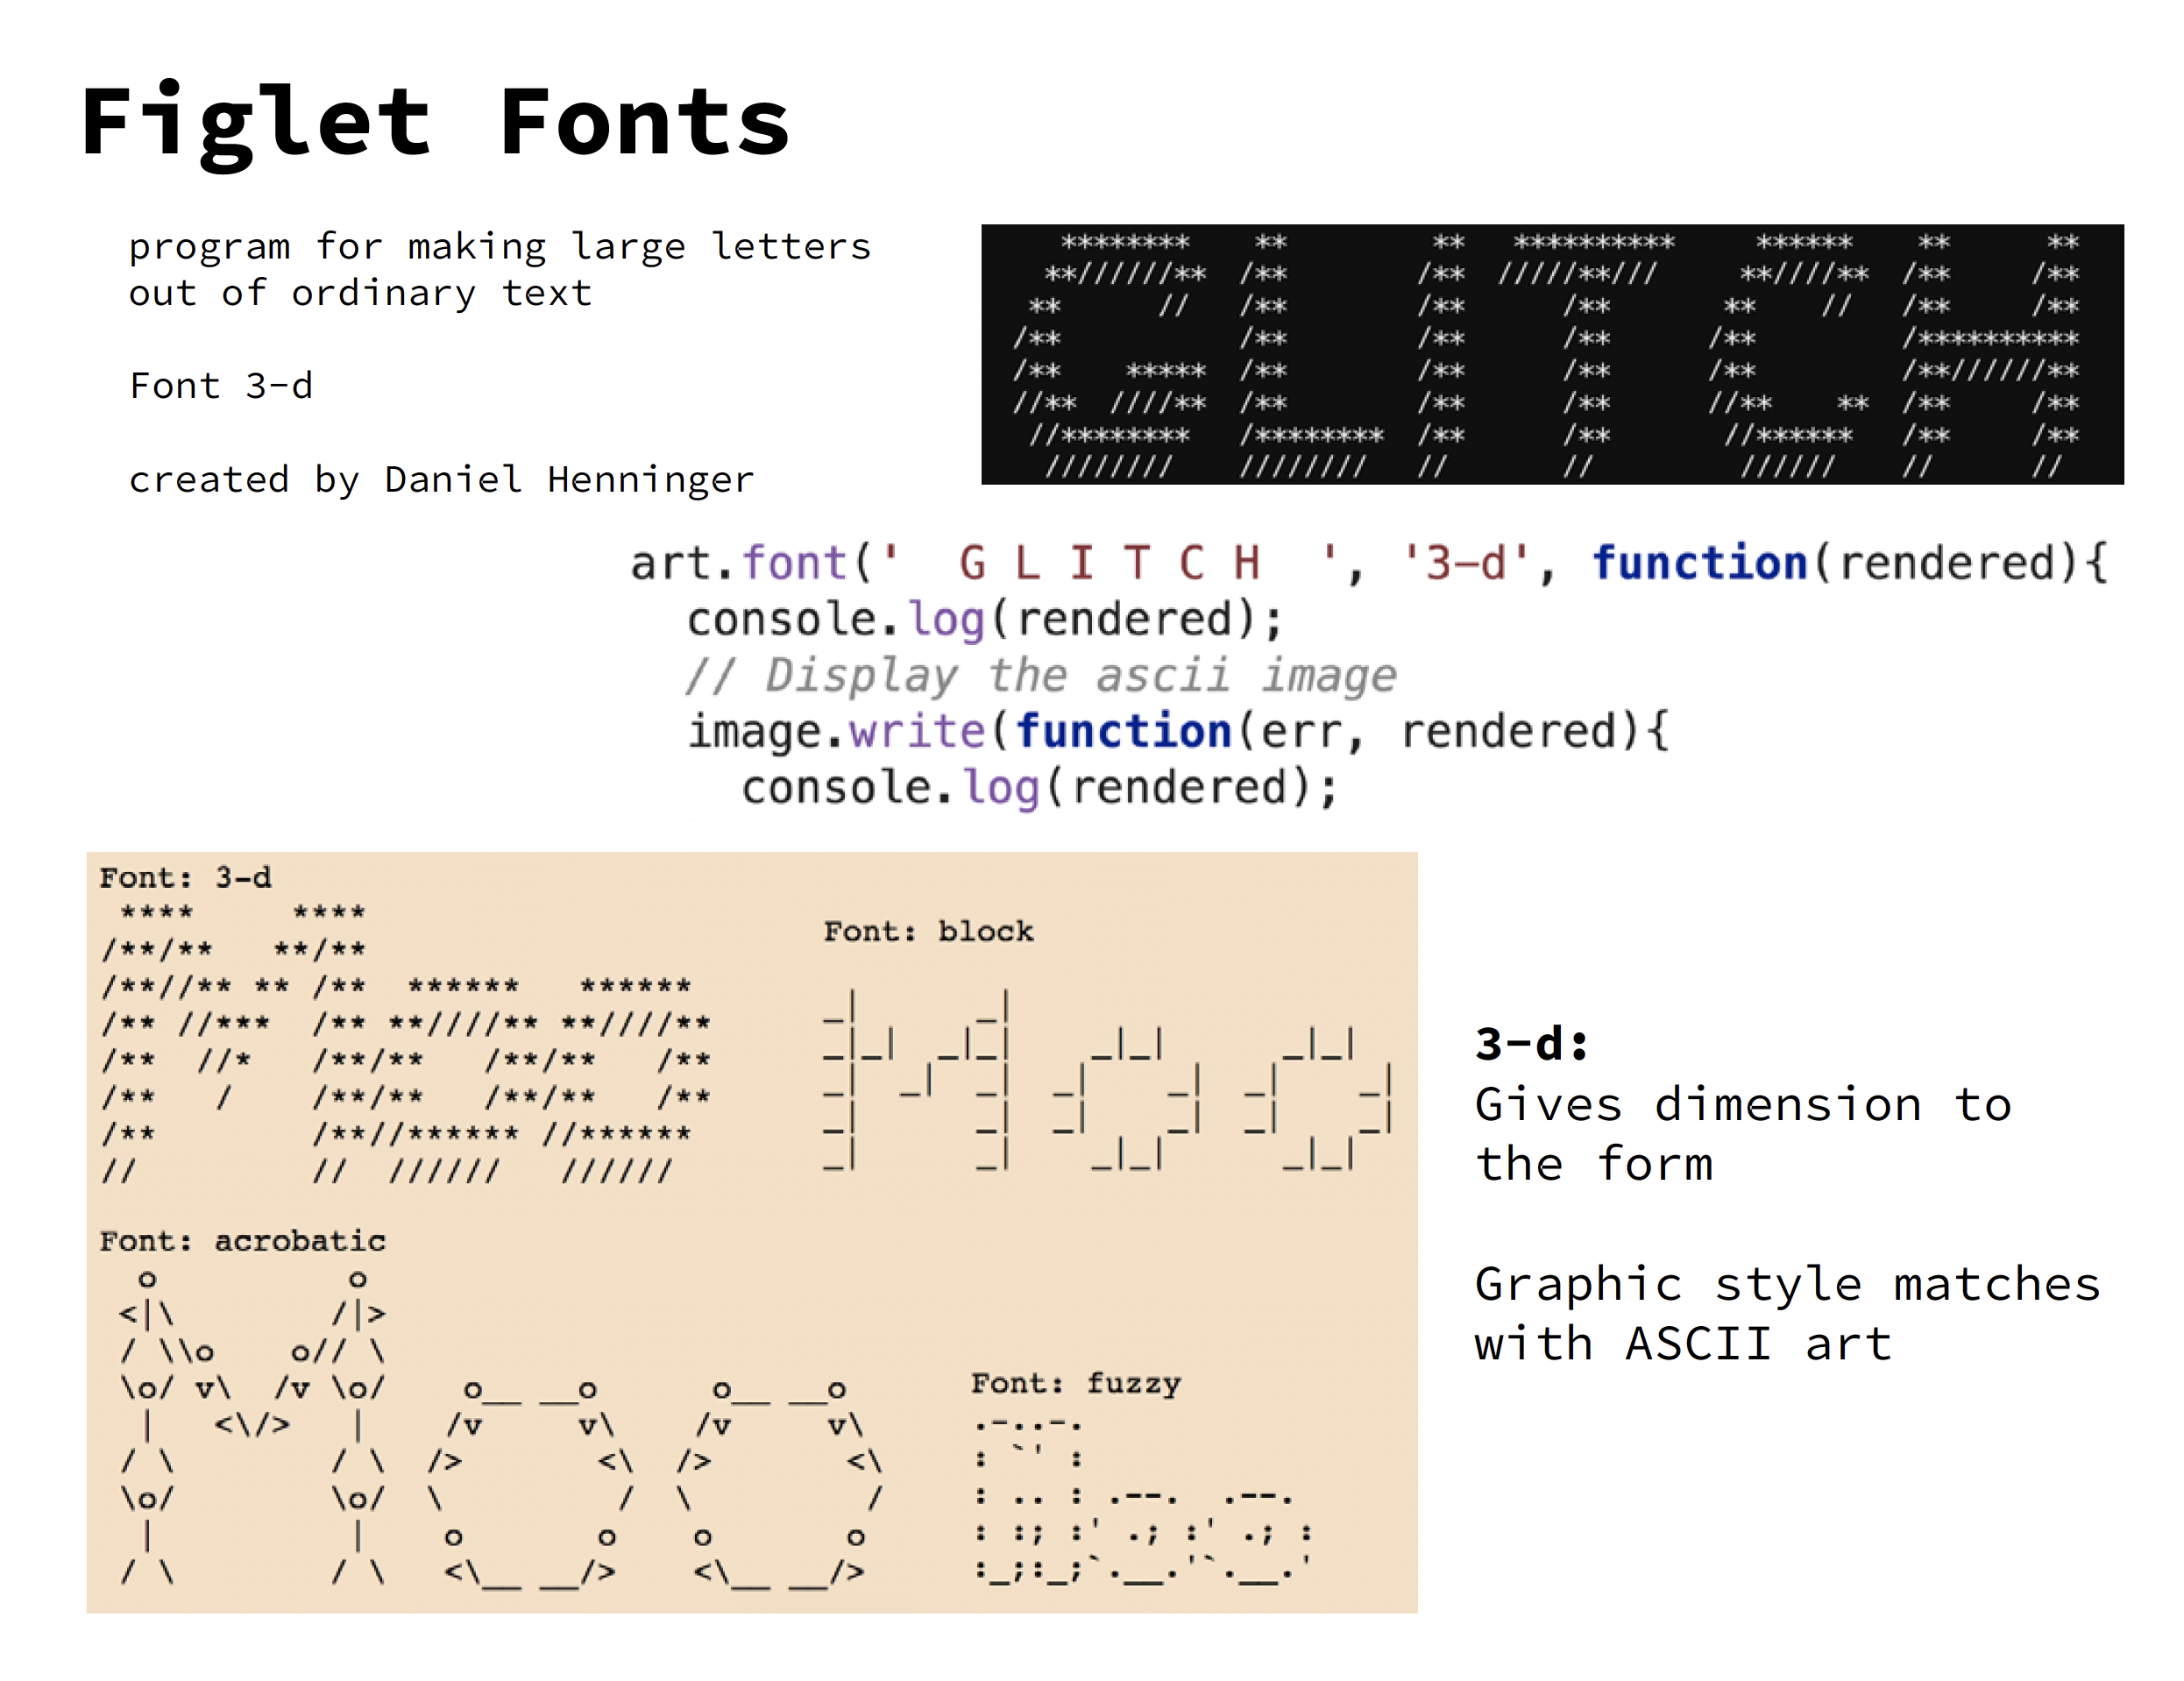 Figlet Fonts
program for making large letters
out of ordinary text
Font 3-d
created by Daniel Henninger
   ********    **         **   **********     ******    **      **
  **//////**  /**        /**  /////**///     **////**  /**     /**
 **      //   /**        /**      /**       **    //   /**     /**
/**           /**        /**      /**      /**         /**********
/**    *****  /**        /**      /**      /**         /**//////**
//**  ////**  /**        /**      /**      //**    **  /**     /**
 //********   /********  /**      /**       //******   /**     /**
  ////////    ////////   //       //         //////    //      //
art.font('  G L I T C H  ', '3-d', function(rendered){
  console.log(rendered);
  // Display the ascii image
  image.write(function(err, rendered){
    console.log(rendered);
Font: 3-d
 ****     ****
/**/**   **/**
/**//** ** /**  ******   ******
/** //***  /** **////** **////**
/**  //*   /**/**   /**/**   /**
/**   /    /**/**   /**/**   /**
/**        /**//****** //******
//         //  //////   //////
Font: block
_|      _|
_|_|  _|_|    _|_|      _|_|
_|  _|  _|  _|    _|  _|    _|
_|      _|  _|    _|  _|    _|
_|      _|    _|_|      _|_|
Font: acrobatic
  o          o
 <|\        /|>
 / \\o    o// \
 \o/ v\  /v \o/    o__ __o      o__ __o
  |   <\/>   |    /v     v\    /v     v\
 / \        / \  />       <\  />       <\
 \o/        \o/  \         /  \         /
  |          |    o       o    o       o
 / \        / \   <\__ __/>    <\__ __/>
Font: fuzzy
.-..-.
: `' :
: .. : .--.  .--.
: :; :' .; :' .; :
:_;:_;`.__.'`.__.'
3-d:
Gives dimension to
the form
Graphic style matches
with ASCII art